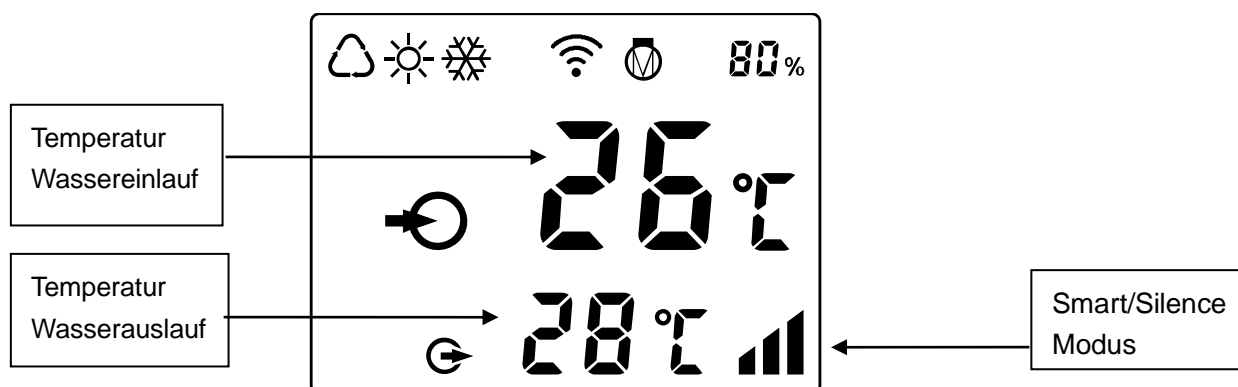 80%
Temperatur
Wassereinlauf
26°C
Temperatur
Wasserauslauf
28°C
Smart/Silence
Modus